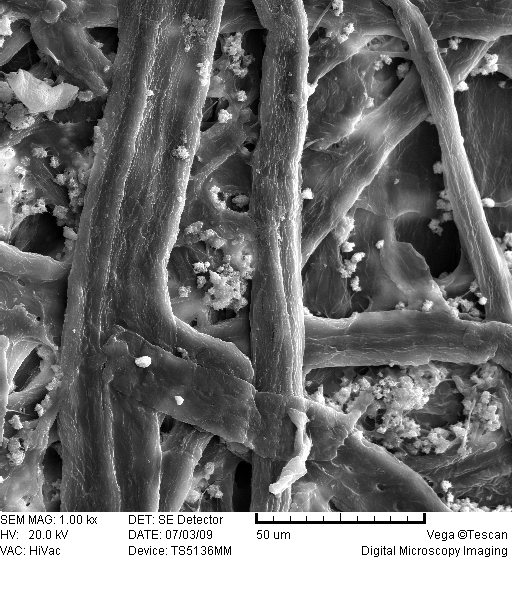 SEM MAG: 1.00 kx DET: SE Detector
HV: 20.0 kV DATE: 07/03/09 50 um Vega ©Tescan
VAC: HiVac Device: TS5136MM Digital Microscopy Imaging